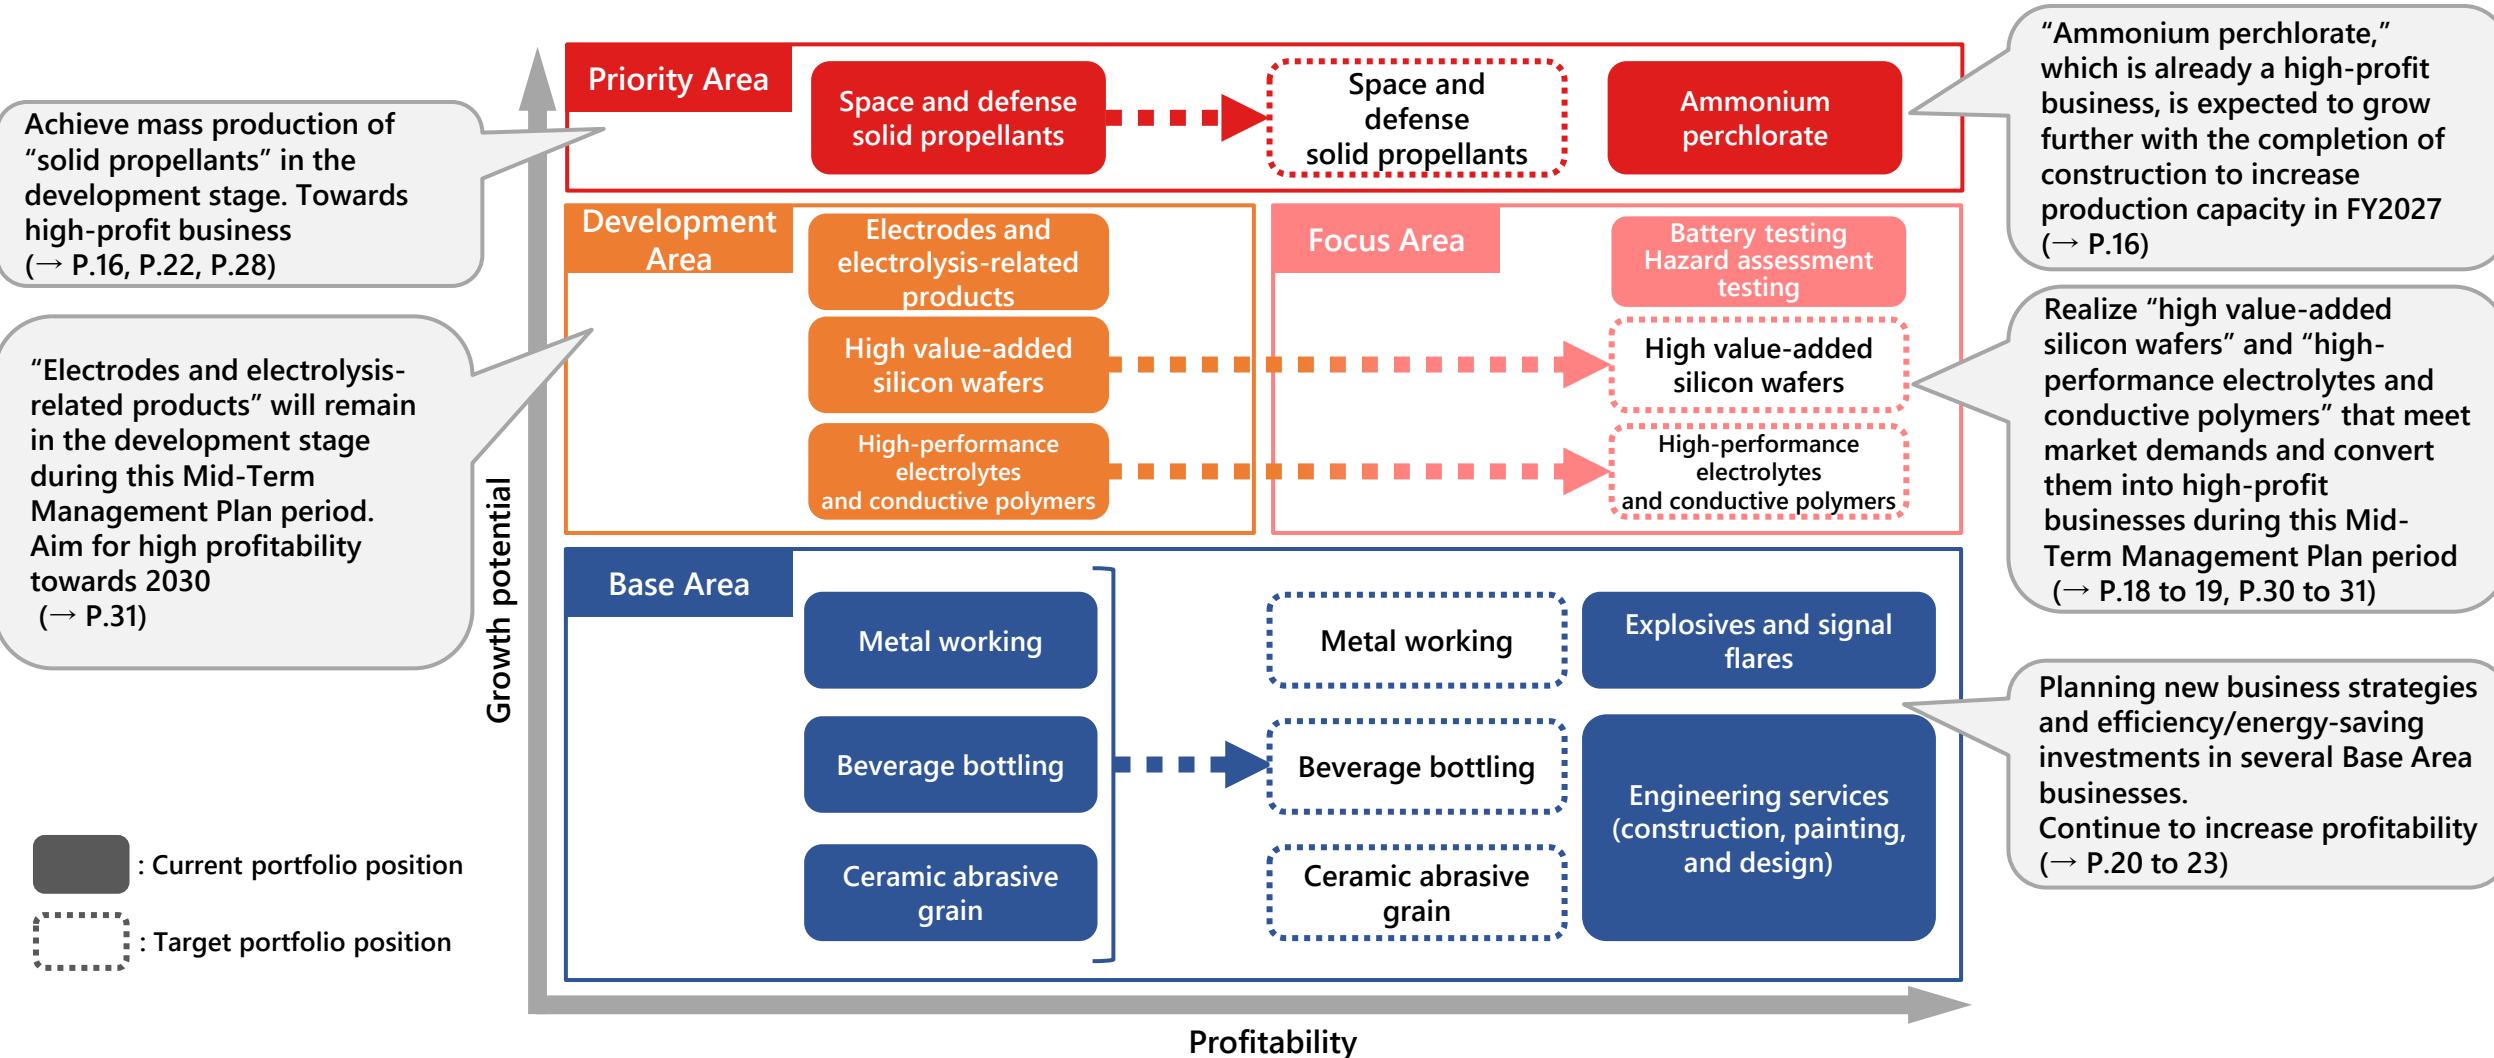 Achieve mass production of
“solid propellants” in the
development stage. Towards
high-profit business
(→ P.16, P.22, P.28)
“Electrodes and electrolysis-
related products” will remain
in the development stage
during this Mid-Term
Management Plan period.
Aim for high profitability
towards 2030
(→ P.31)
: Current portfolio position
: Target portfolio position
Growth potential
Priority Area
Space and defense
solid propellants
Space and
defense
solid propellants
Ammonium
perchlorate
Development
Area
Electrodes and
electrolysis-related
products
High value-added
silicon wafers
High-performance
electrolytes
and conductive polymers
Focus Area
Battery testing
Hazard assessment
testing
High value-added
silicon wafers
High-performance
electrolytes
and conductive polymers
Base Area
Metal working
Beverage bottling
Ceramic abrasive
grain
Metal working
Beverage bottling
Ceramic abrasive
grain
Explosives and signal
flares
Engineering services
(construction, painting,
and design)
Profitability
“Ammonium perchlorate,”
which is already a high-profit
business, is expected to grow
further with the completion of
construction to increase
production capacity in FY2027
(→ P.16)
Realize “high value-added
silicon wafers” and “high-
performance electrolytes and
conductive polymers” that meet
market demands and convert
them into high-profit
businesses during this Mid-
Term Management Plan period
(→ P.18 to 19, P.30 to 31)
Planning new business strategies
and efficiency/energy-saving
investments in several Base Area
businesses.
Continue to increase profitability
(→ P.20 to 23)